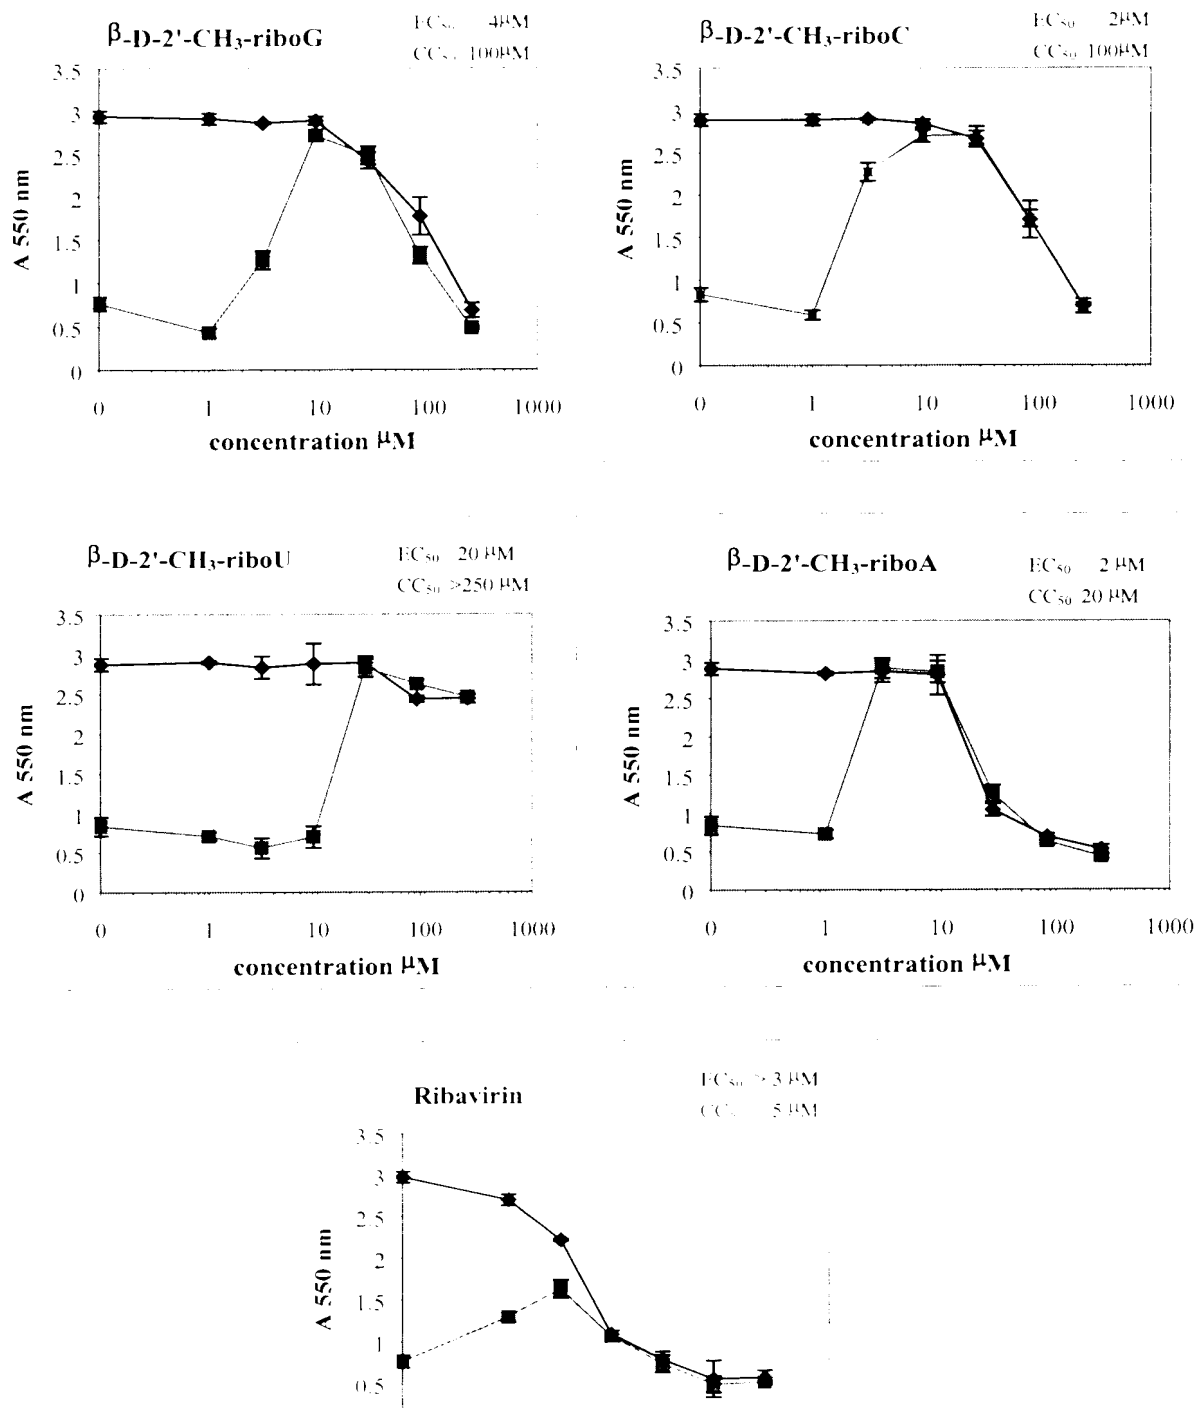 β-D-2'-CH₃-riboG
EC₅₀ 4μM
CC₅₀ 100μM
3.5
3
2.5
2
1.5
1
0.5
0
A 550 nm
0 1 10 100 1000
concentration μM
β-D-2'-CH₃-riboC
EC₅₀ 2μM
CC₅₀ 100μM
3.5
3
2.5
2
1.5
1
0.5
0
A 550 nm
0 1 10 100 1000
concentration μM
β-D-2'-CH₃-riboU
EC₅₀ 20 μM
CC₅₀ >250 μM
3.5
3
2.5
2
1.5
1
0.5
0
A 550 nm
0 1 10 100 1000
concentration μM
β-D-2'-CH₃-riboA
EC₅₀ 2 μM
CC₅₀ 20 μM
3.5
3
2.5
2
1.5
1
0.5
0
A 550 nm
0 1 10 100 1000
concentration μM
Ribavirin
EC₅₀ >3 μM
CC 5 μM
3.5
3
2.5
2
1.5
1
0.5
A 550 nm